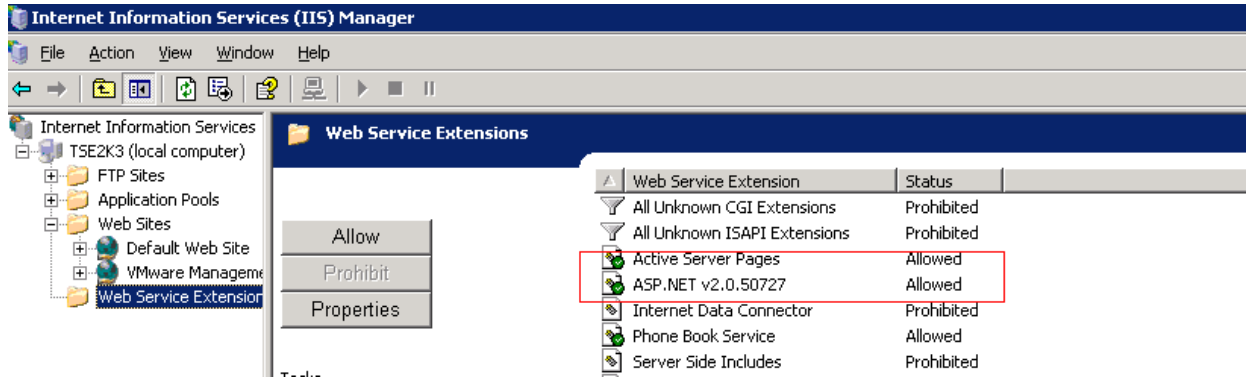 Internet Information Services (IIS) Manager
File Action View Window Help
Internet Information Services
TSE2K3 (local computer)
FTP Sites
Application Pools
Web Sites
Default Web Site
VMware Manageme
Web Service Extension
Web Service Extensions
Allow
Prohibit
Properties
Web Service Extension Status
All Unknown CGI Extensions Prohibited
All Unknown ISAPI Extensions Prohibited
Active Server Pages Allowed
ASP.NET v2.0.50727 Allowed
Internet Data Connector Prohibited
Phone Book Service Allowed
Server Side Includes Prohibited